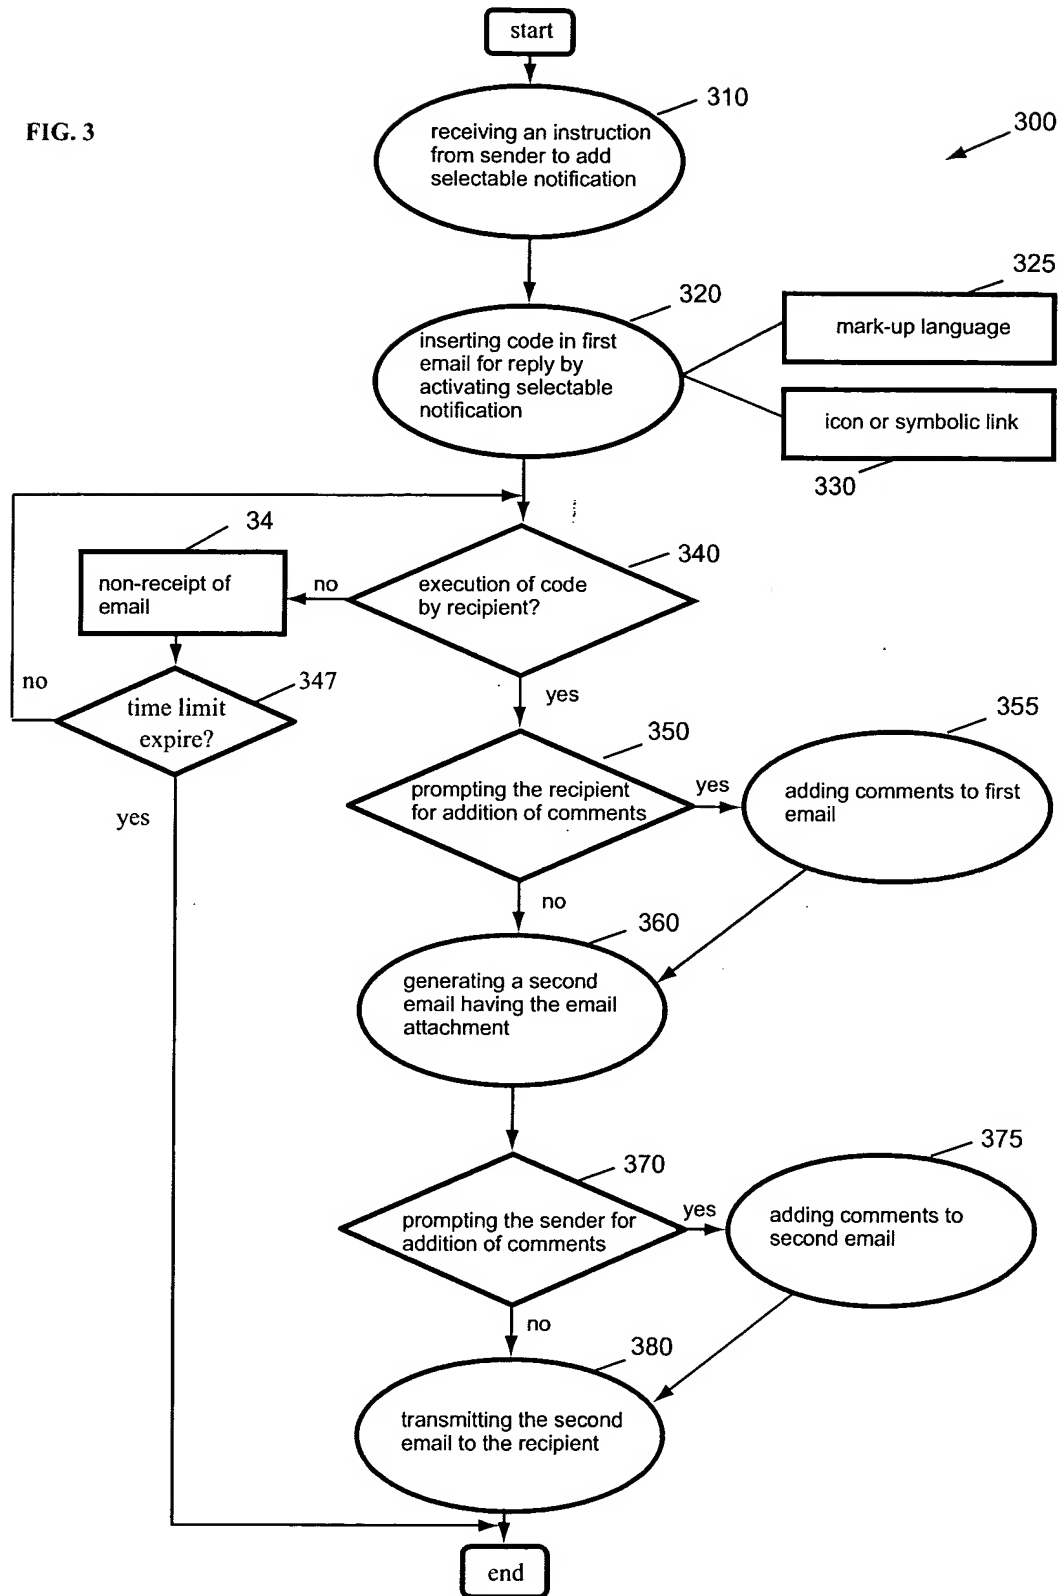 start
310
FIG. 3
300
receiving an instruction
from sender to add
selectable notification
325
320
mark-up language
inserting code in first
email for reply by
activating selectable
notification
icon or symbolic link
330
34
340
non-receipt of
email
no
execution of code
by recipient?
no
347
yes
time limit
expire?
355
350
yes
prompting the recipient
for addition of comments
yes
adding comments to first
email
no
360
generating a second
email having the email
attachment
375
370
prompting the sender for
addition of comments
yes
adding comments to
second email
no
380
transmitting the second
email to the recipient
end